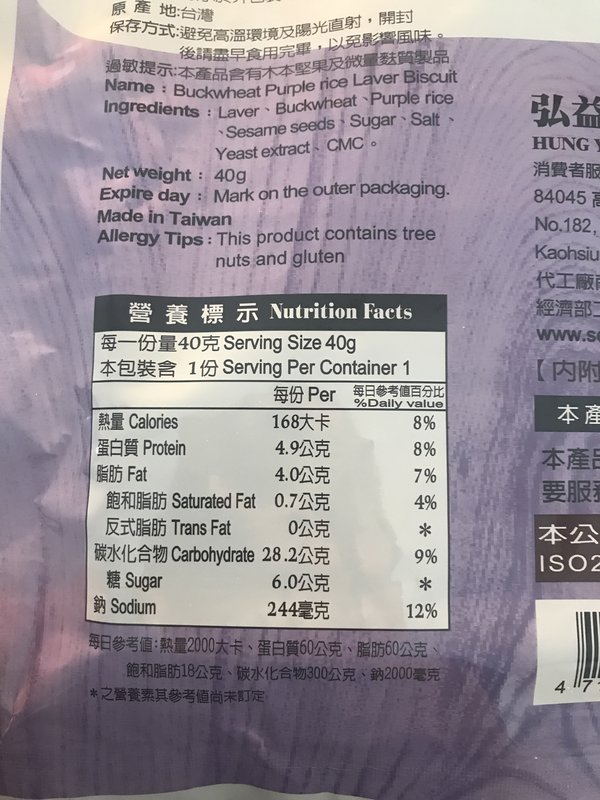 原 產 地:台灣
保存方式:避免高溫環境及陽光直射，開封
後請盡早食用完畢，以免影響風味。
過敏提示:本產品含有木本堅果及微量麩質製品
Name：Buckwheat Purple rice Laver Biscuit
Ingredients：Laver、Buckwheat、Purple rice
、Sesame seeds、Sugar、Salt、
Yeast extract、CMC。
Net weight：40g
Expire day：Mark on the outer packaging.
Made in Taiwan
Allergy Tips：This product contains tree
nuts and gluten
營養標示 Nutrition Facts
每一份量40克 Serving Size 40g
本包裝含 1份 Serving Per Container 1
每份 Per 每日參考值百分比
%Daily value
熱量 Calories 168大卡 8%
蛋白質 Protein 4.9公克 8%
脂肪 Fat 4.0公克 7%
飽和脂肪 Saturated Fat 0.7公克 4%
反式脂肪 Trans Fat 0公克 *
碳水化合物 Carbohydrate 28.2公克 9%
糖 Sugar 6.0公克 *
鈉 Sodium 244毫克 12%
每日參考值:熱量2000大卡、蛋白質60公克、脂肪60公克、
飽和脂肪18公克、碳水化合物300公克、鈉2000毫克
*之營養素其參考值尚未訂定
弘益
HUNG Y
消費者服
84045 高
No.182,
Kaohsiu
代工廠
經濟部工
www.s
【內附
本產
本產品
要服
本公
ISO2
4 7